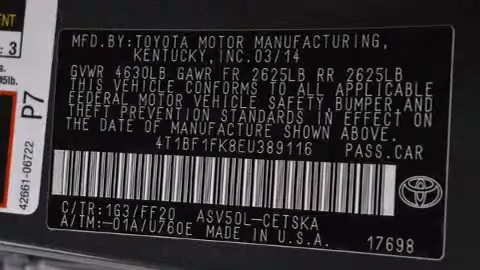 MFD.BY:TOYOTA MOTOR MANUFACTURING,
KENTUCKY,INC.03/14
GVWR 4630LB GAWR FR 2625LB RR 2625LB
THIS VEHICLE CONFORMS TO ALL APPLICABLE
FEDERAL MOTOR VEHICLE SAFETY,BUMPER,AND
THEFT PREVENTION STANDARDS IN EFFECT ON
THE DATE OF MANUFACTURE SHOWN ABOVE.
4T1BF1FK8EU389116 PASS.CAR
C/TR:1G3/FF20 ASV50L-CETSKA
A/TM:-01A/U760E MADE IN U.S.A.
17698
3
P7
42661-06722